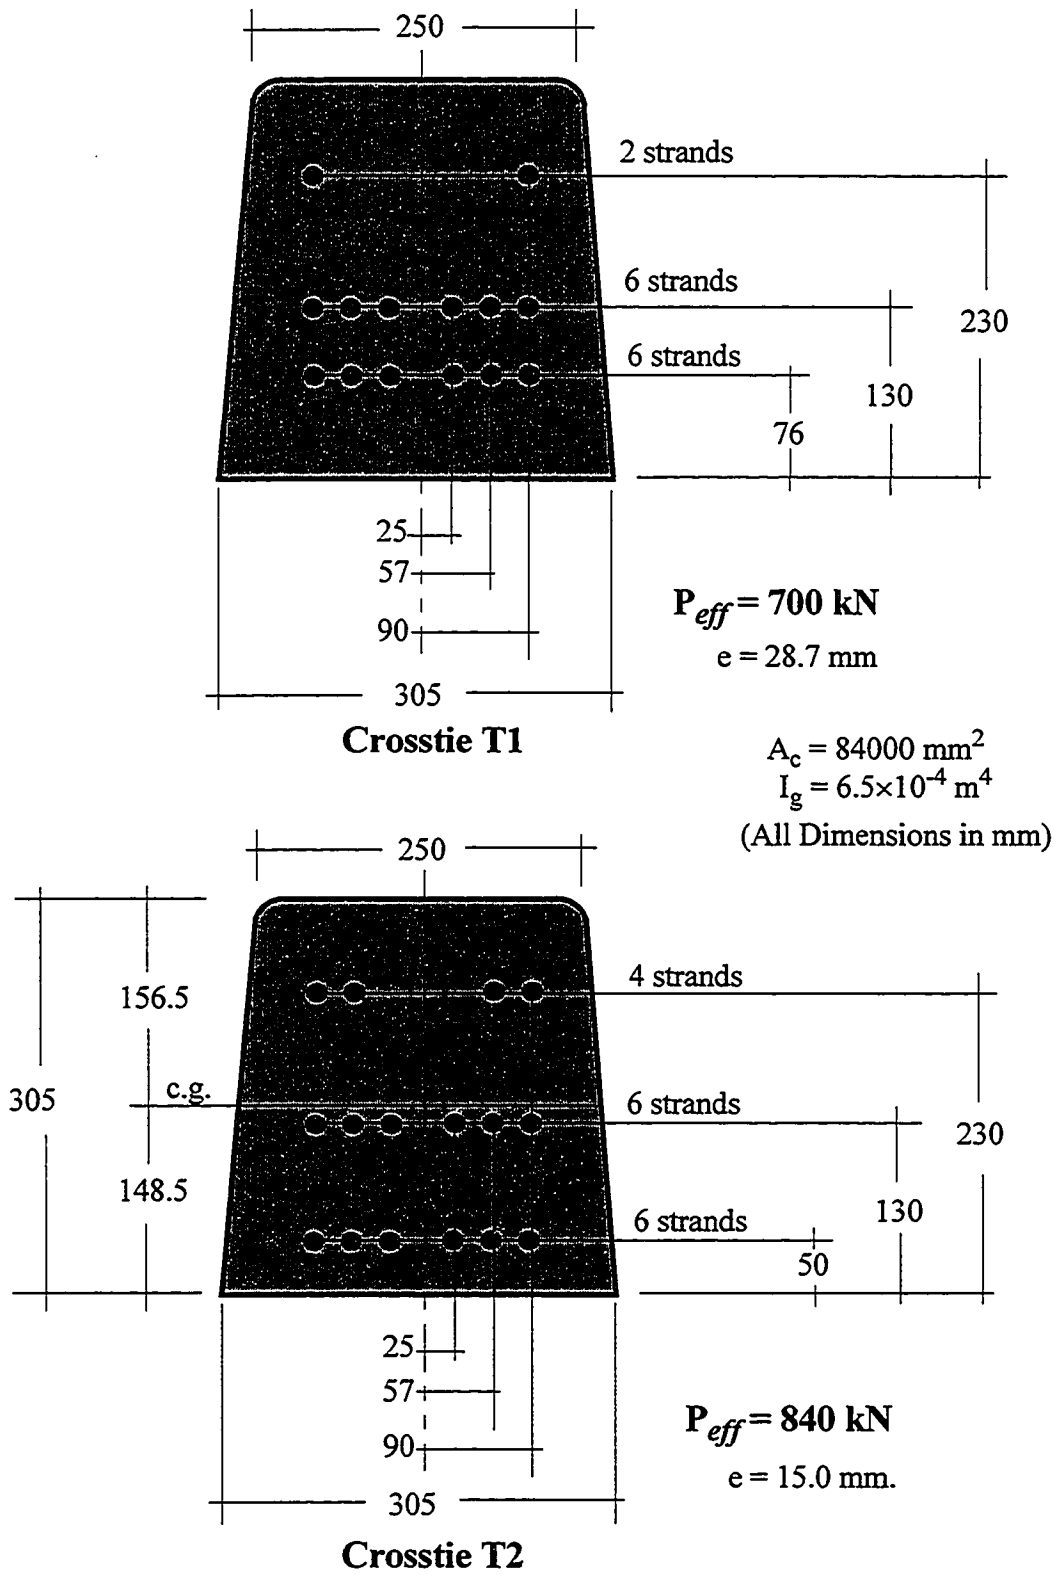 250
2 strands
6 strands
230
6 strands
130
76
25
57
P_eff = 700 kN
90
e = 28.7 mm
305
Crosstie T1
A_c = 84000 mm²
I_g = 6.5×10⁻⁴ m⁴
(All Dimensions in mm)
250
4 strands
156.5
c.g.
305
6 strands
230
148.5
130
6 strands
50
25
57
P_eff = 840 kN
90
e = 15.0 mm.
305
Crosstie T2